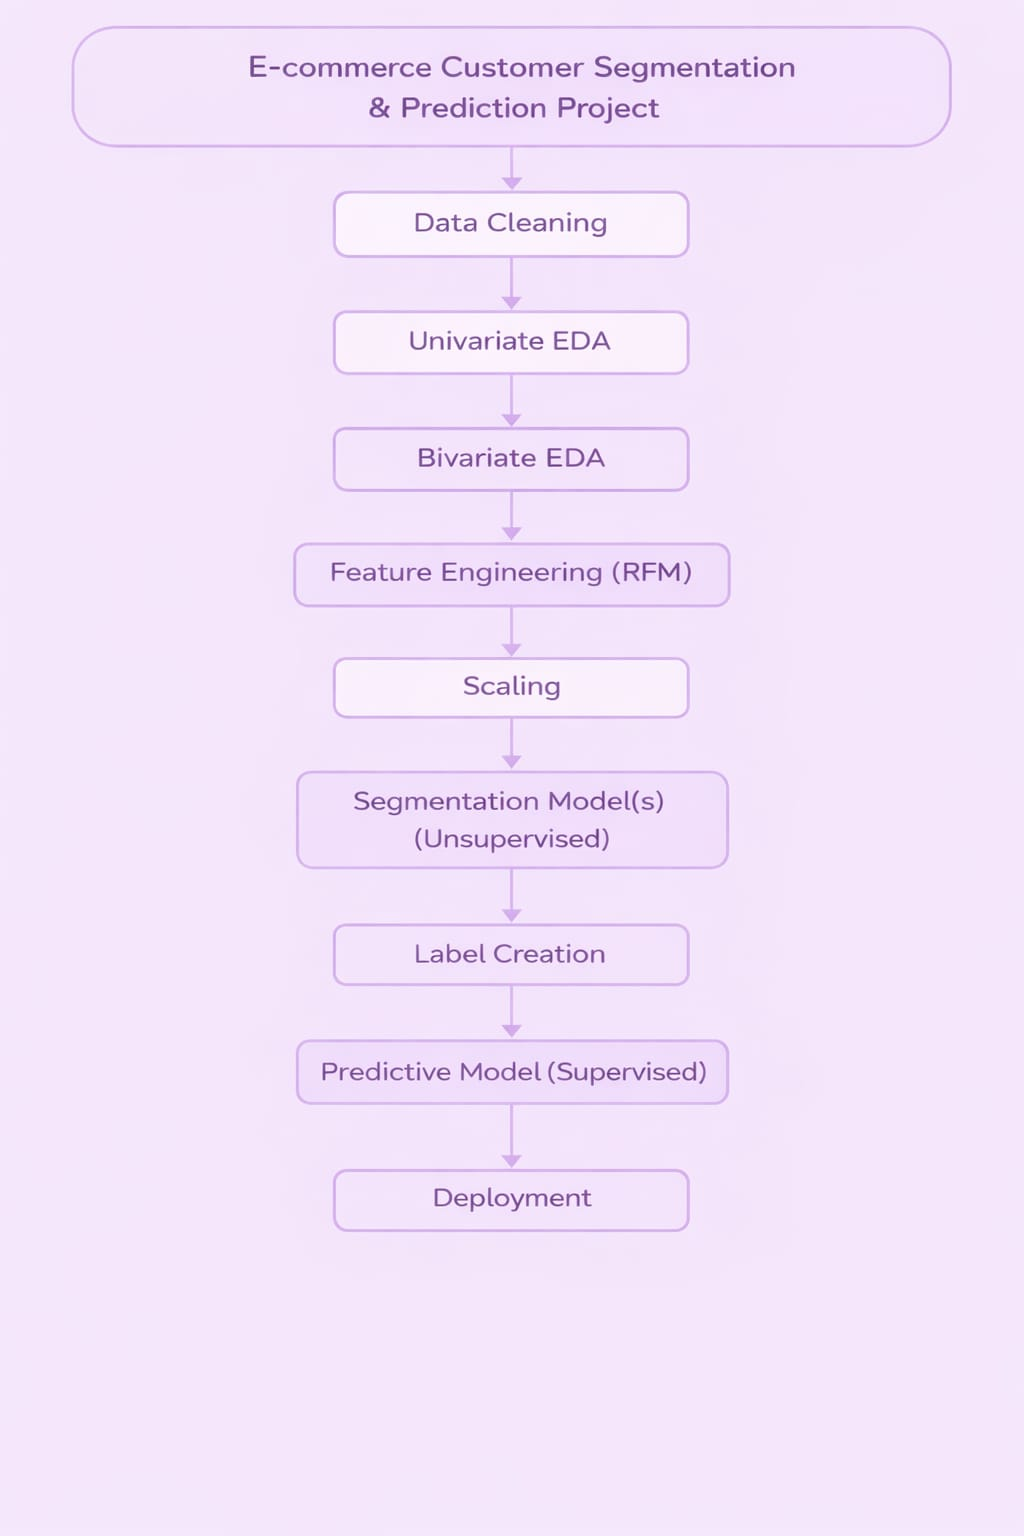 E-commerce Customer Segmentation
& Prediction Project
Data Cleaning
Univariate EDA
Bivariate EDA
Feature Engineering (RFM)
Scaling
Segmentation Model(s)
(Unsupervised)
Label Creation
Predictive Model (Supervised)
Deployment